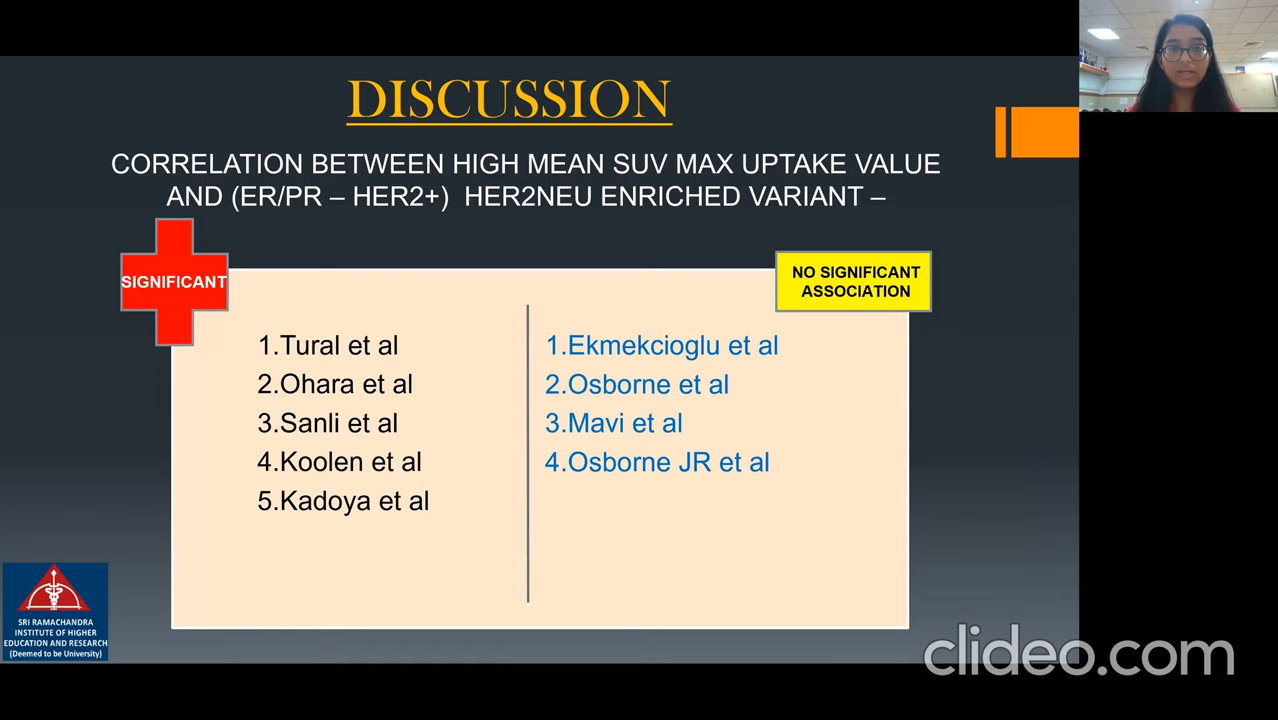 DISCUSSION
CORRELATION BETWEEN HIGH MEAN SUV MAX UPTAKE VALUE
AND (ER/PR – HER2+) HER2NEU ENRICHED VARIANT –
SIGNIFICANT
NO SIGNIFICANT
ASSOCIATION
1.Tural et al
2.Ohara et al
3.Sanli et al
4.Koolen et al
5.Kadoya et al
1.Ekmekcioglu et al
2.Osborne et al
3.Mavi et al
4.Osborne JR et al
SRI RAMACHANDRA
INSTITUTE OF HIGHER
EDUCATION AND RESEARCH
(Deemed to be University)
clideo.com